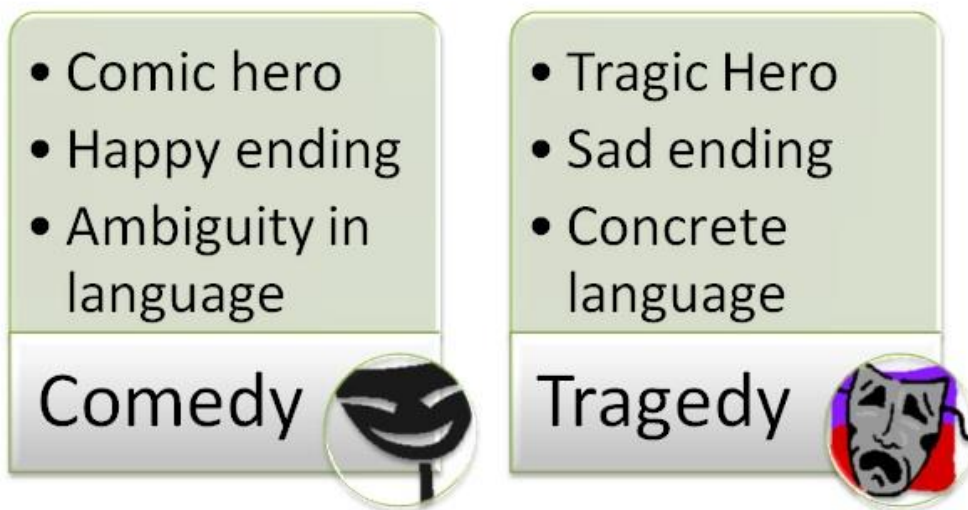 • Comic hero
• Happy ending
• Ambiguity in
language
Comedy
• Tragic Hero
• Sad ending
• Concrete
language
Tragedy